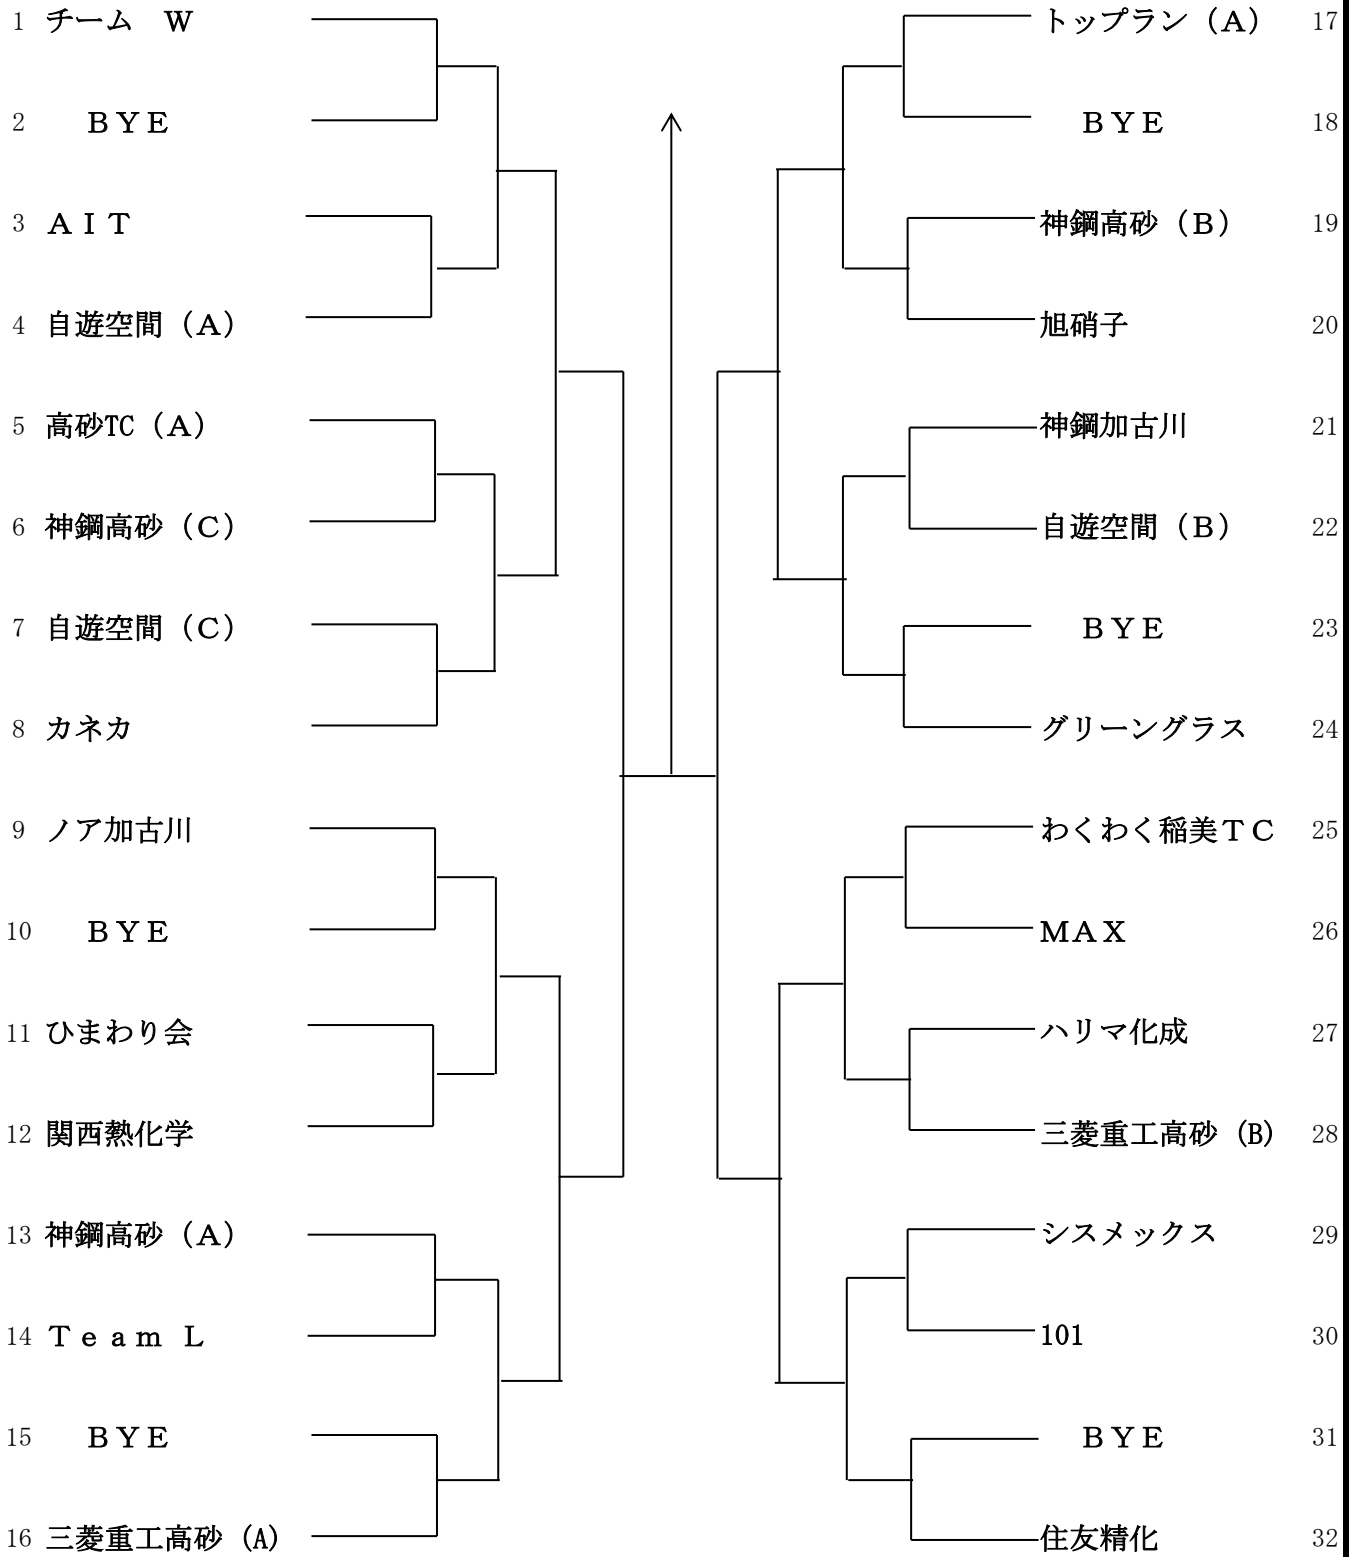 1 チーム　Ｗ
2 ＢＹＥ
3 ＡＩＴ
4 自遊空間（Ａ）
5 高砂TC（Ａ）
6 神鋼高砂（Ｃ）
7 自遊空間（Ｃ）
8 カネカ
9 ノア加古川
10 ＢＹＥ
11 ひまわり会
12 関西熱化学
13 神鋼高砂（Ａ）
14 Ｔｅａｍ Ｌ
15 ＢＹＥ
16 三菱重工高砂 (A)
トップラン（Ａ） 17
ＢＹＥ 18
神鋼高砂（Ｂ） 19
旭硝子 20
神鋼加古川 21
自遊空間（Ｂ） 22
ＢＹＥ 23
グリーングラス 24
わくわく稲美ＴＣ 25
ＭＡＸ 26
ハリマ化成 27
三菱重工高砂 (B) 28
シスメックス 29
101 30
ＢＹＥ 31
住友精化 32